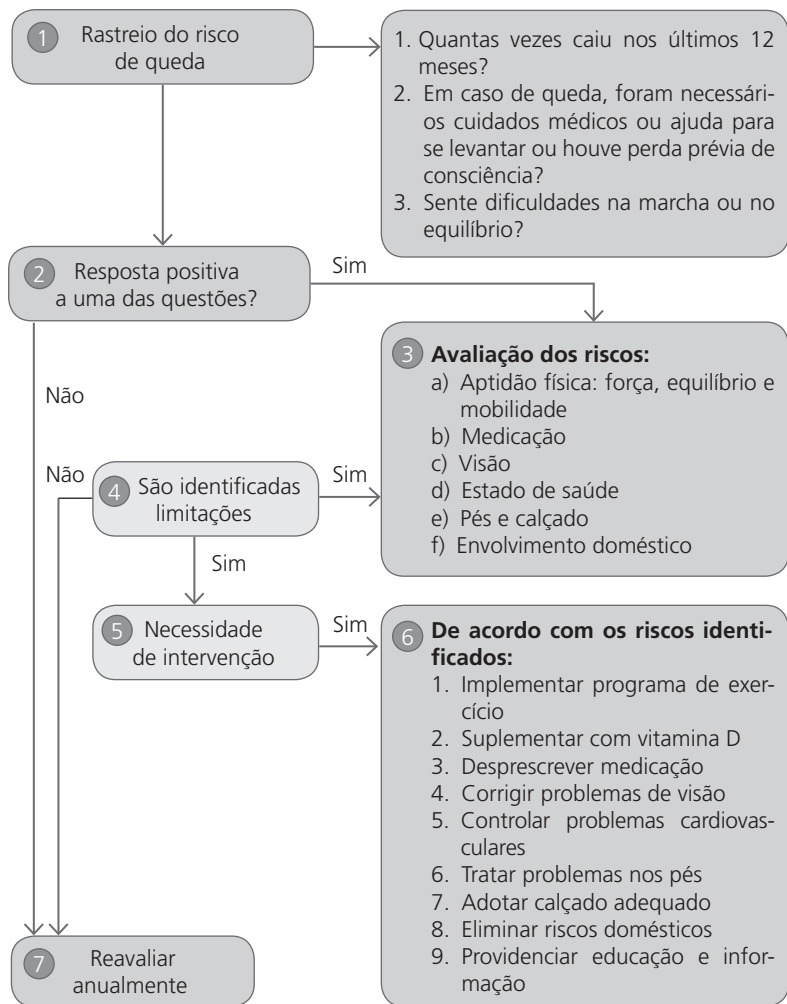 1 Rastreio do risco
de queda
1. Quantas vezes caiu nos últimos 12
meses?
2. Em caso de queda, foram necessári-
os cuidados médicos ou ajuda para
se levantar ou houve perda prévia de
consciência?
3. Sente dificuldades na marcha ou no
equilíbrio?
2 Resposta positiva
a uma das questões?
Sim
Não
3 Avaliação dos riscos:
a) Aptidão física: força, equilíbrio e
mobilidade
b) Medicação
c) Visão
d) Estado de saúde
e) Pés e calçado
f) Envolvimento doméstico
Não
4 São identificadas
limitações
Sim
Sim
5 Necessidade
de intervenção
Sim
6 De acordo com os riscos identi-
ficados:
1. Implementar programa de exer-
cício
2. Suplementar com vitamina D
3. Desprescrever medicação
4. Corrigir problemas de visão
5. Controlar problemas cardiovas-
culares
6. Tratar problemas nos pés
7. Adotar calçado adequado
8. Eliminar riscos domésticos
9. Providenciar educação e infor-
mação
7 Reavaliar
anualmente